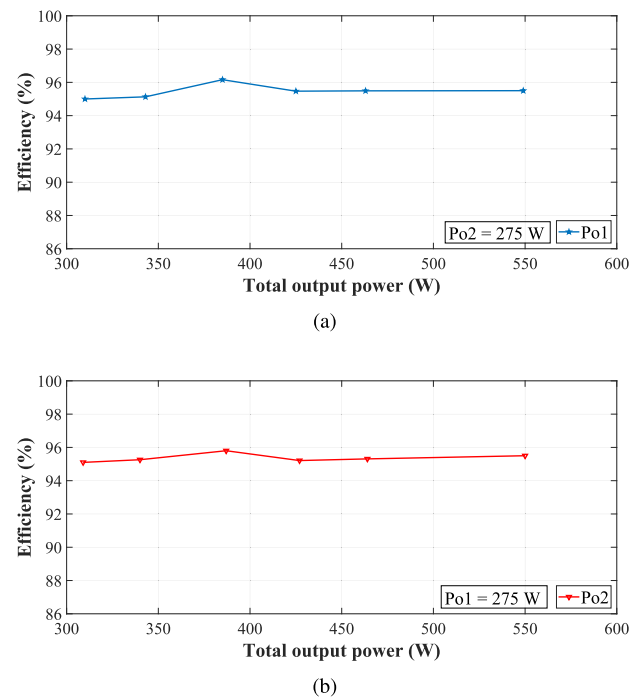 100
98
96
94
92
90
88
86
Efficiency (%)
Po2 = 275 W
Po1
300 350 400 450 500 550 600
Total output power (W)
(a)
100
98
96
94
92
90
88
86
Efficiency (%)
Po1 = 275 W
Po2
300 350 400 450 500 550 600
Total output power (W)
(b)